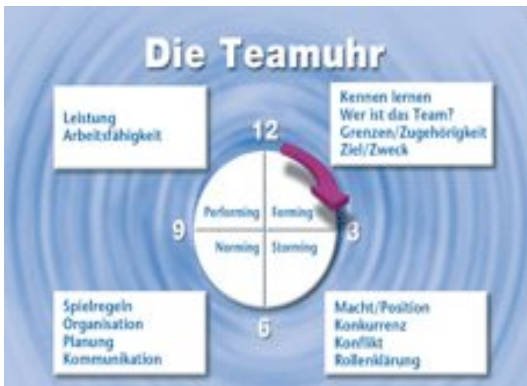 Die Teamuhr
Leistung
Arbeitsfähigkeit
Kennen lernen
Wer ist das Team?
Grenzen/Zugehörigkeit
Ziel/Zweck
12
Performing
Forming
9
3
Norming
Storming
6
Spielregeln
Organisation
Planung
Kommunikation
Macht/Position
Konkurrenz
Konflikt
Rollenklärung